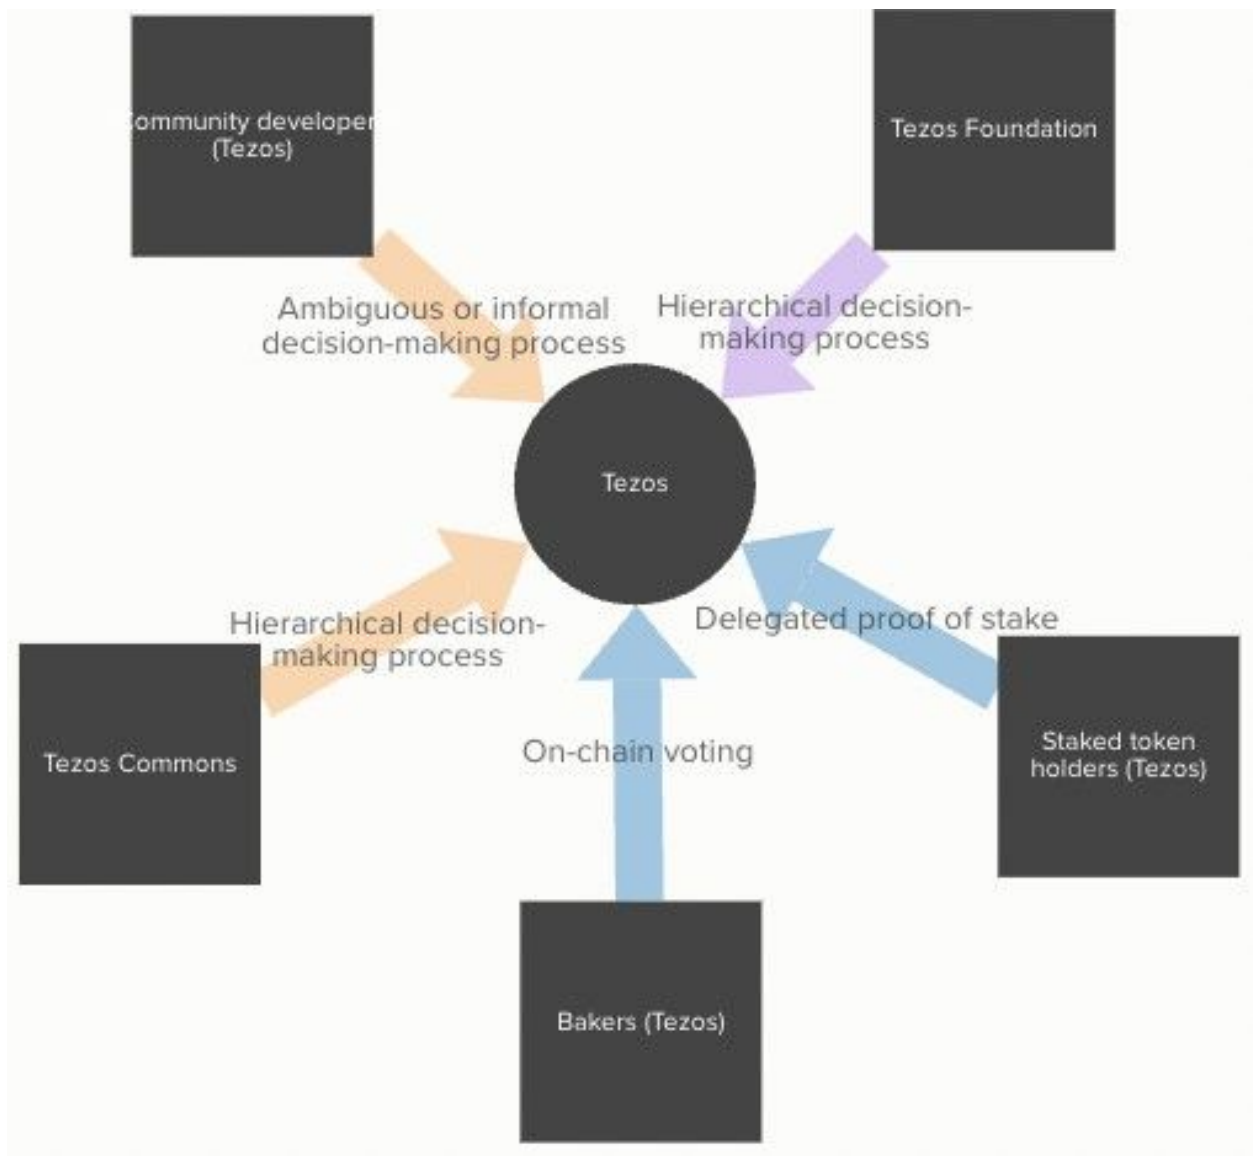 ommunity developer
(Tezos)
Tezos Foundation
Ambiguous or informal
decision-making process
Hierarchical decision-
making process
Tezos
Hierarchical decision-
making process
Delegated proof of stake
Tezos Commons
On-chain voting
Staked token
holders (Tezos)
Bakers (Tezos)